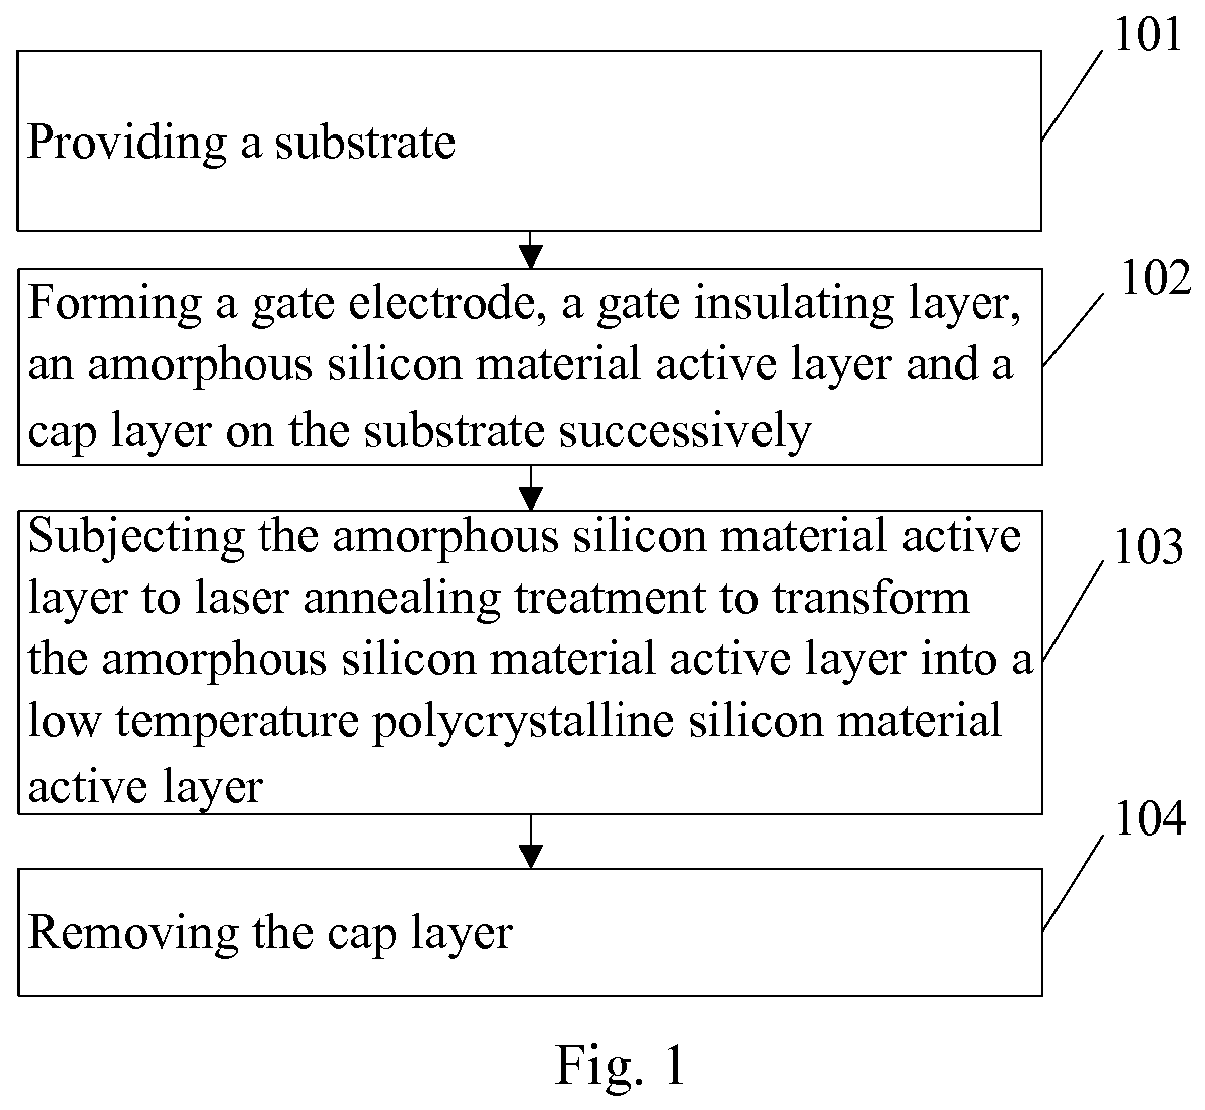 101
Providing a substrate
102
Forming a gate electrode, a gate insulating layer,
an amorphous silicon material active layer and a
cap layer on the substrate successively
103
Subjecting the amorphous silicon material active
layer to laser annealing treatment to transform
the amorphous silicon material active layer into a
low temperature polycrystalline silicon material
active layer
104
Removing the cap layer
Fig. 1